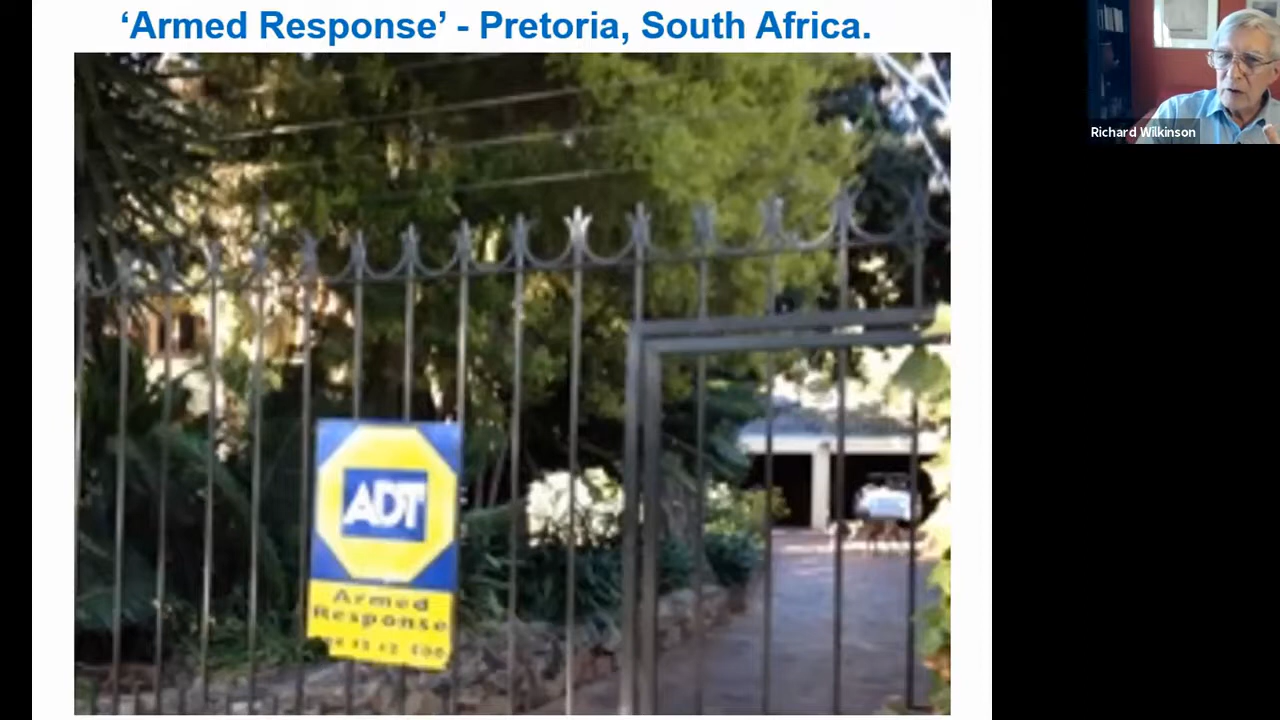 ‘Armed Response’ - Pretoria, South Africa.
Richard Wilkinson
ADT
Armed
Response